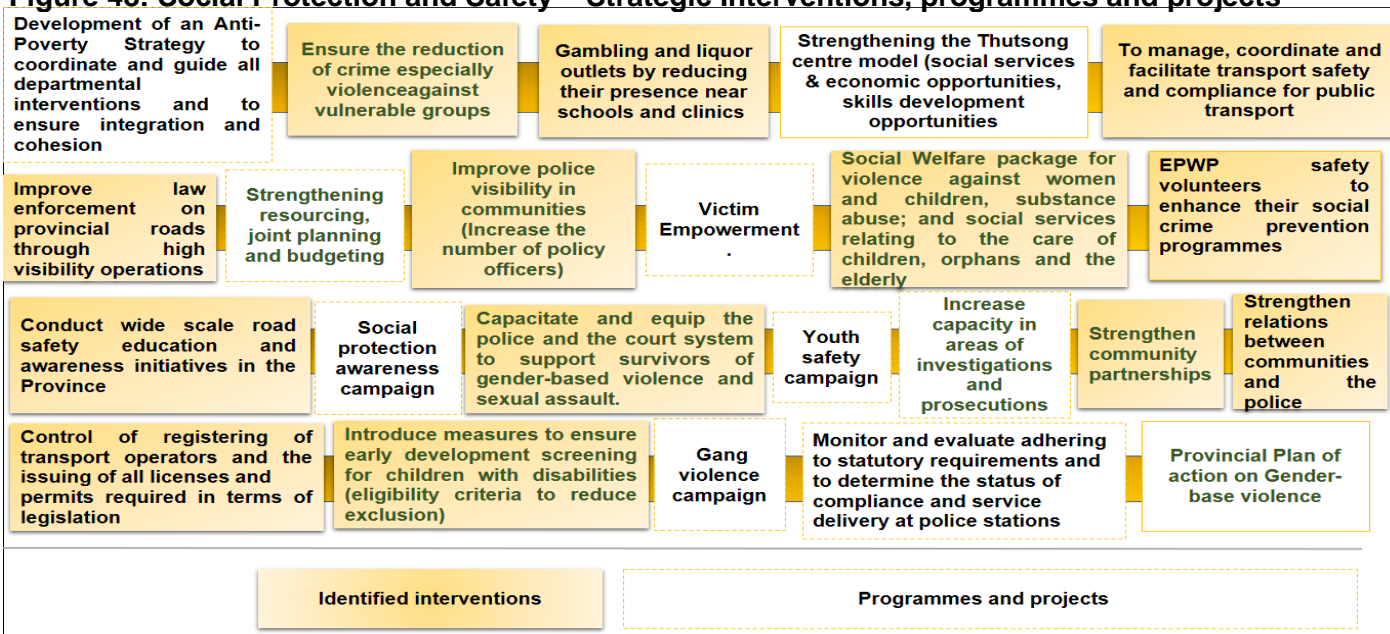 Figure 48: Social Protection and Safety – Strategic interventions, programmes and projects
Development of an Anti-
Poverty Strategy to
coordinate and guide all
departmental
interventions and to
ensure integration and
cohesion
Ensure the reduction
of crime especially
violenceagainst
vulnerable groups
Gambling and liquor
outlets by reducing
their presence near
schools and clinics
Strengthening the Thutsong
centre model (social services
& economic opportunities,
skills development
opportunities
To manage, coordinate and
facilitate transport safety
and compliance for public
transport
Improve law
enforcement on
provincial roads
through high
visibility operations
Strengthening
resourcing,
joint planning
and budgeting
Improve police
visibility in
communities
(Increase the
number of policy
officers)
Victim
Empowerment
.
Social Welfare package for
violence against women
and children, substance
abuse; and social services
relating to the care of
children, orphans and the
elderly
EPWP safety
volunteers to
enhance their social
crime prevention
programmes
Conduct wide scale road
safety education and
awareness initiatives in the
Province
Social
protection
awareness
campaign
Capacitate and equip the
police and the court system
to support survivors of
gender-based violence and
sexual assault.
Youth
safety
campaign
Increase
capacity in
areas of
investigations
and
prosecutions
Strengthen
community
partnerships
Strengthen
relations
between
communities
and the
police
Control of registering of
transport operators and the
issuing of all licenses and
permits required in terms of
legislation
Introduce measures to ensure
early development screening
for children with disabilities
(eligibility criteria to reduce
exclusion)
Gang
violence
campaign
Monitor and evaluate adhering
to statutory requirements and
to determine the status of
compliance and service
delivery at police stations
Provincial Plan of
action on Gender-
base violence
Identified interventions
Programmes and projects